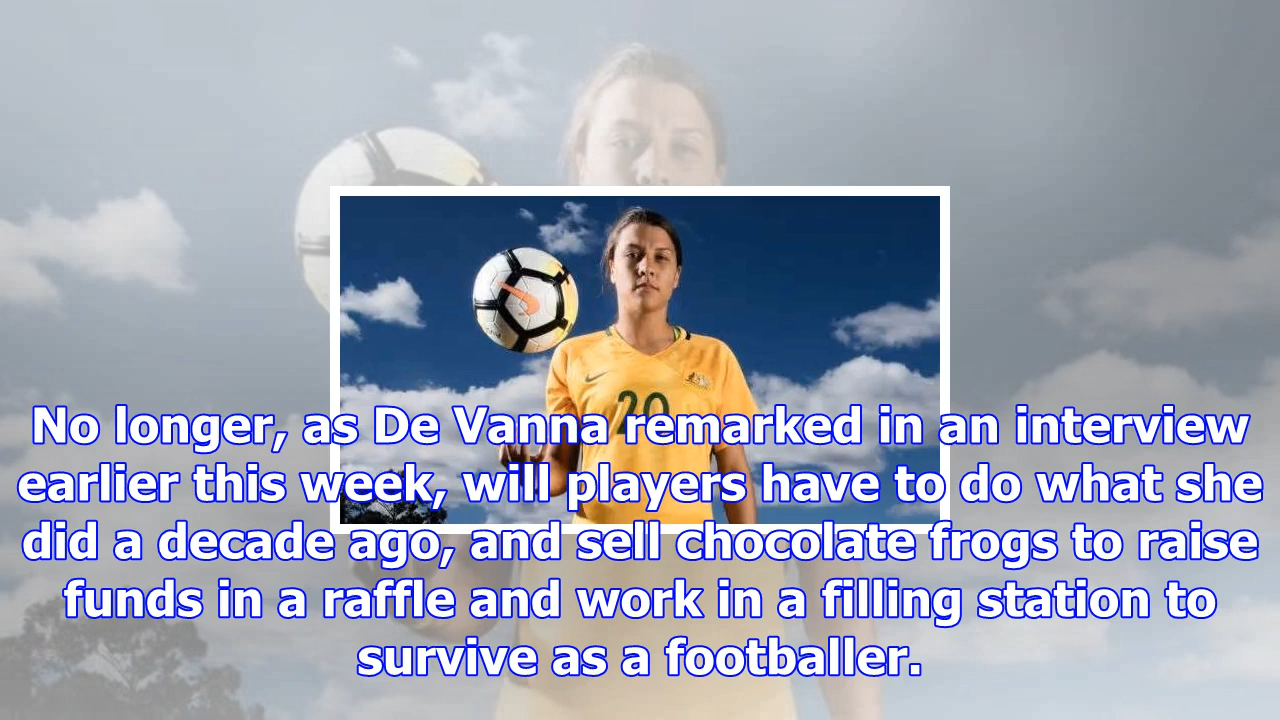 20
No longer, as De Vanna remarked in an interview
earlier this week, will players have to do what she
did a decade ago, and sell chocolate frogs to raise
funds in a raffle and work in a filling station to
survive as a footballer.